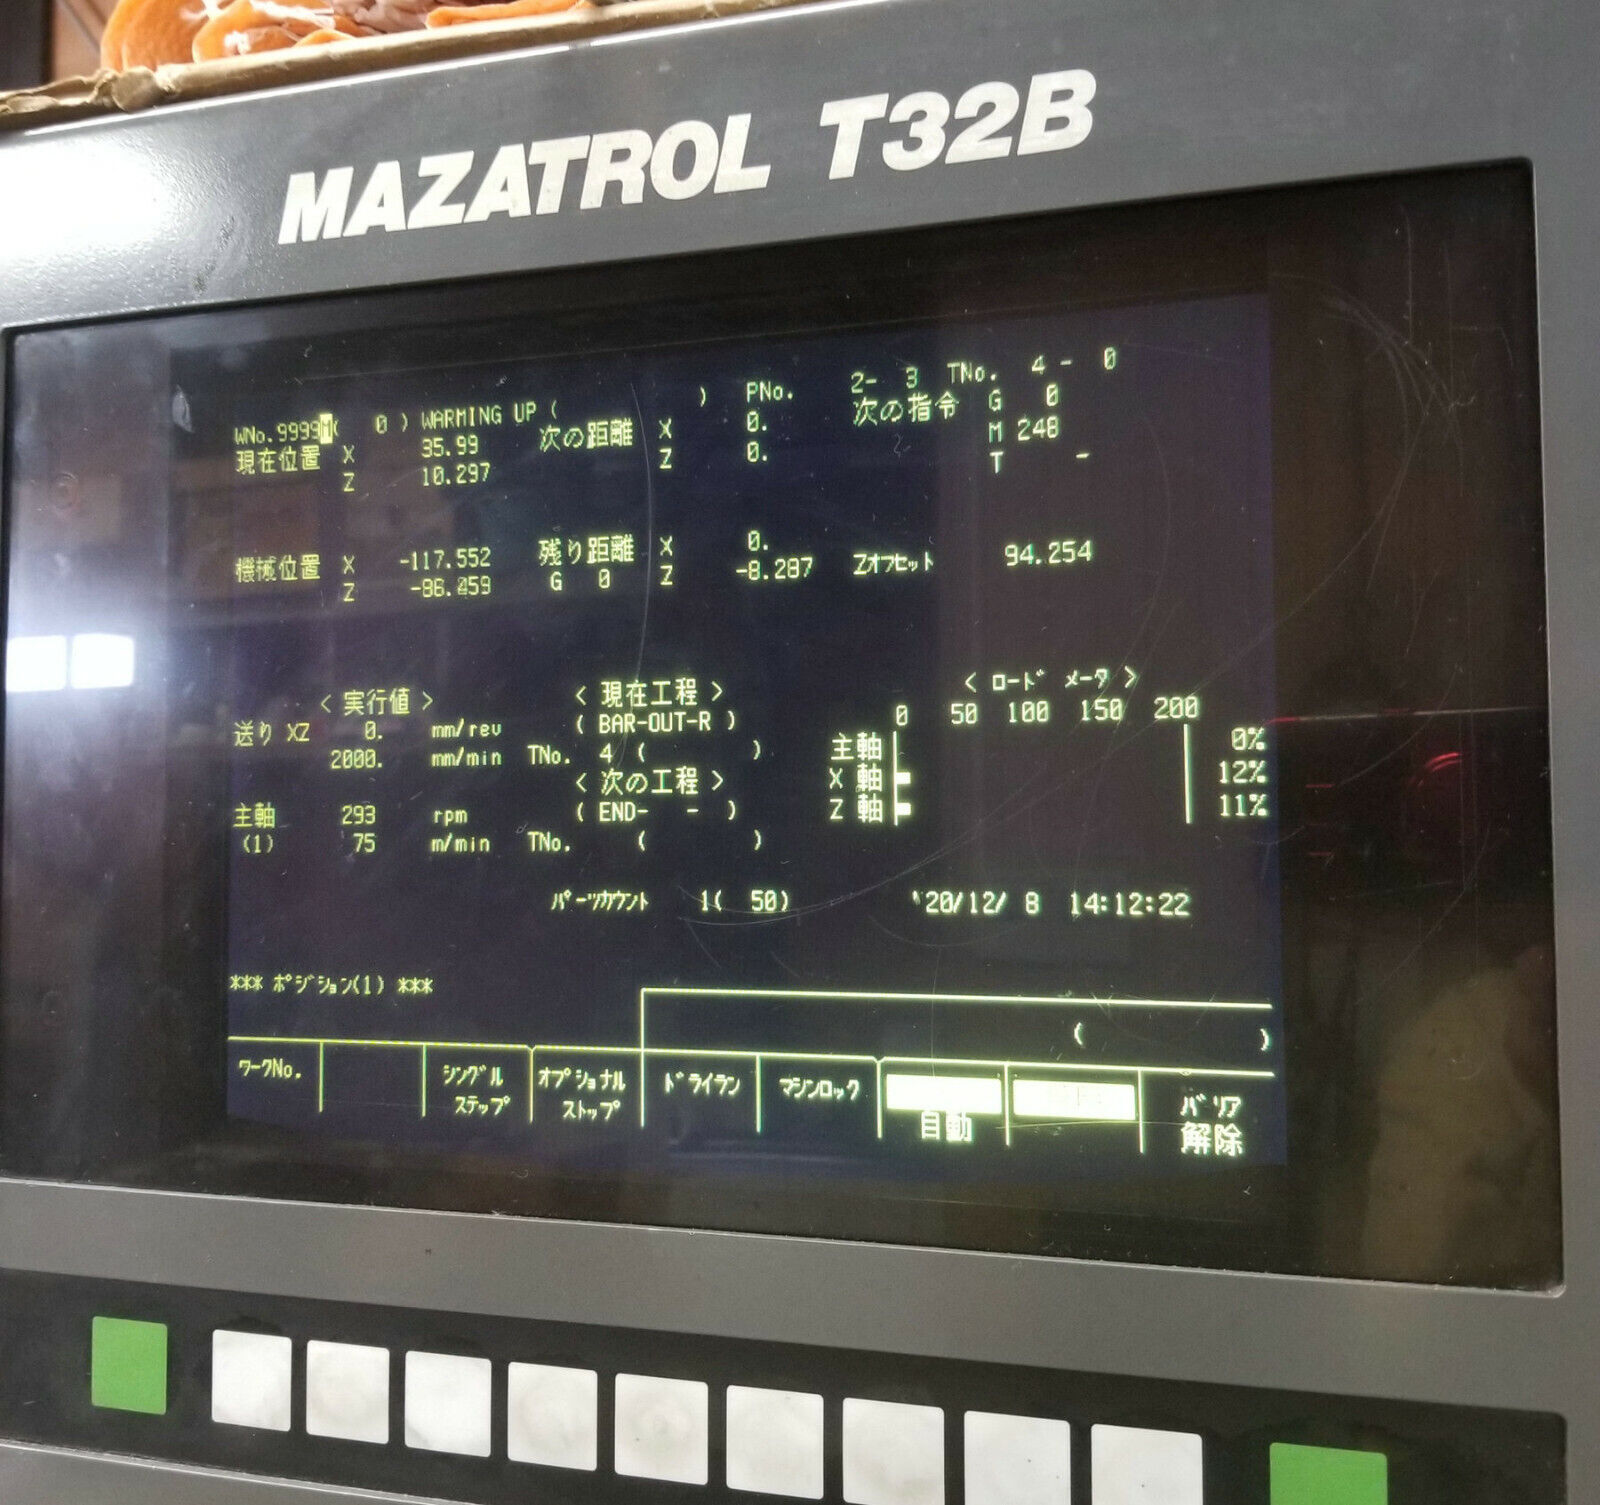 MAZATROL T32B
WNo.9999M( 0 ) WARMING UP ( ) PNo. 2- 3 TNo. 4 - 0
現在位置 X 35.99 次の距離 X 0. 次の指令 G 0
Z 10.297 Z 0. M 248
T -
機械位置 X -117.552 残り距離 X 0. Zオフセット 94.254
Z -86.059 G 0 Z -8.287
< 実行値 > < 現在工程 > < ロード メータ >
送り XZ 0. mm/rev ( BAR-OUT-R ) 0 50 100 150 200
2000. mm/min TNo. 4 ( ) 主軸 0%
< 次の工程 > X 軸 12%
主軸 293 rpm ( END- - ) Z 軸 11%
(1) 75 m/min TNo. ( )
パーツカウント 1( 50) '20/12/ 8 14:12:22
*** ポジション(1) ***
( )
ワークNo. シングル ステップ オプショナル ストップ ドライラン マシンロック 自動 バリア 解除